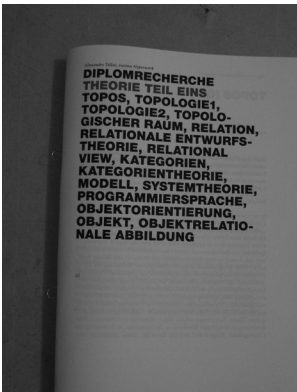 DIPLOMRECHERCHE
THEORIE TEIL EINS
TOPOS, TOPOLOGIE1,
TOPOLOGIE2, TOPOLO-
GISCHER RAUM, RELATION,
RELATIONALE ENTWURFS-
THEORIE, RELATIONAL
VIEW, KATEGORIEN,
KATEGORIENTHEORIE,
MODELL, SYSTEMTHEORIE,
PROGRAMMIERSPRACHE,
OBJEKTORIENTIERUNG,
OBJEKT, OBJEKTRELATIO-
NALE ABBILDUNG